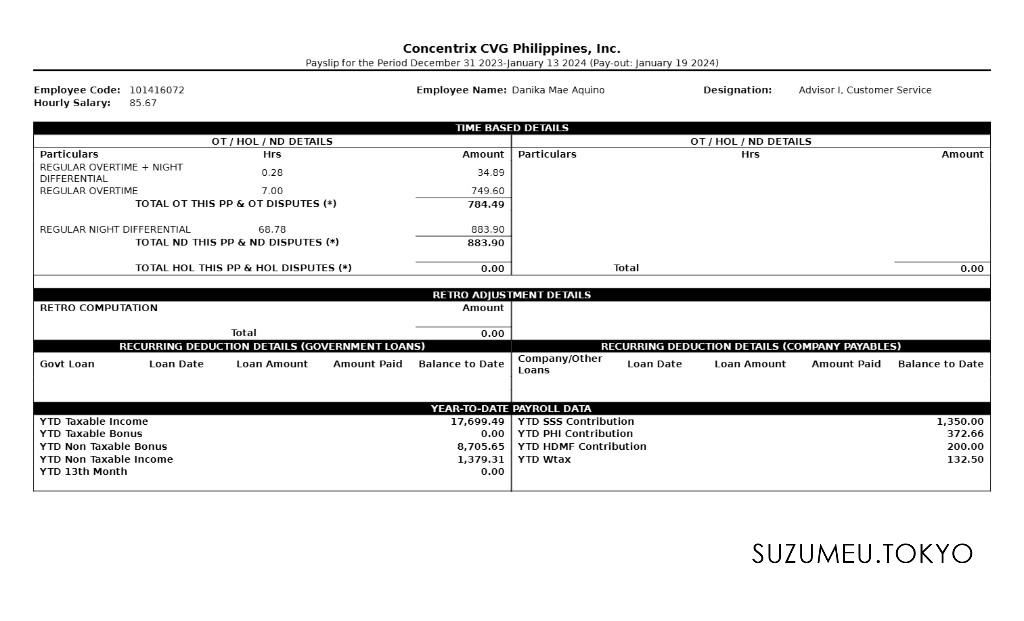 Concentrix CVG Philippines, Inc.
Payslip for the Period December 31 2023-January 13 2024 (Pay-out: January 19 2024)
Employee Code: 101416072 Employee Name: Danika Mae Aquino Designation: Advisor I, Customer Service
Hourly Salary: 85.67
TIME BASED DETAILS
OT / HOL / ND DETAILS OT / HOL / ND DETAILS
Particulars Hrs Amount Particulars Hrs Amount
REGULAR OVERTIME + NIGHT
DIFFERENTIAL 0.28 34.89
REGULAR OVERTIME 7.00 749.60
TOTAL OT THIS PP & OT DISPUTES (*) 784.49
REGULAR NIGHT DIFFERENTIAL 68.78 883.90
TOTAL ND THIS PP & ND DISPUTES (*) 883.90
TOTAL HOL THIS PP & HOL DISPUTES (*) 0.00 Total 0.00
RETRO ADJUSTMENT DETAILS
RETRO COMPUTATION Amount
Total 0.00
RECURRING DEDUCTION DETAILS (GOVERNMENT LOANS) RECURRING DEDUCTION DETAILS (COMPANY PAYABLES)
Govt Loan Loan Date Loan Amount Amount Paid Balance to Date Company/Other Loans Loan Date Loan Amount Amount Paid Balance to Date
YEAR-TO-DATE PAYROLL DATA
YTD Taxable Income 17,699.49 YTD SSS Contribution 1,350.00
YTD Taxable Bonus 0.00 YTD PHI Contribution 372.66
YTD Non Taxable Bonus 8,705.65 YTD HDMF Contribution 200.00
YTD Non Taxable Income 1,379.31 YTD Wtax 132.50
YTD 13th Month 0.00
SUZUMEU.TOKYO